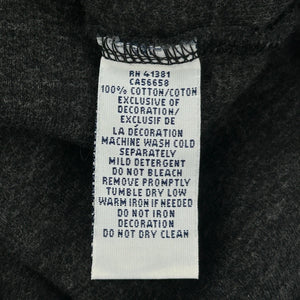 RN 41381
CA56658
100% COTTON/COTON
EXCLUSIVE OF
DECORATION/
EXCLUSIF DE
LA DÉCORATION
MACHINE WASH COLD
SEPARATELY
MILD DETERGENT
DO NOT BLEACH
REMOVE PROMPTLY
TUMBLE DRY LOW
WARM IRON IF NEEDED
DO NOT IRON
DECORATION
DO NOT DRY CLEAN